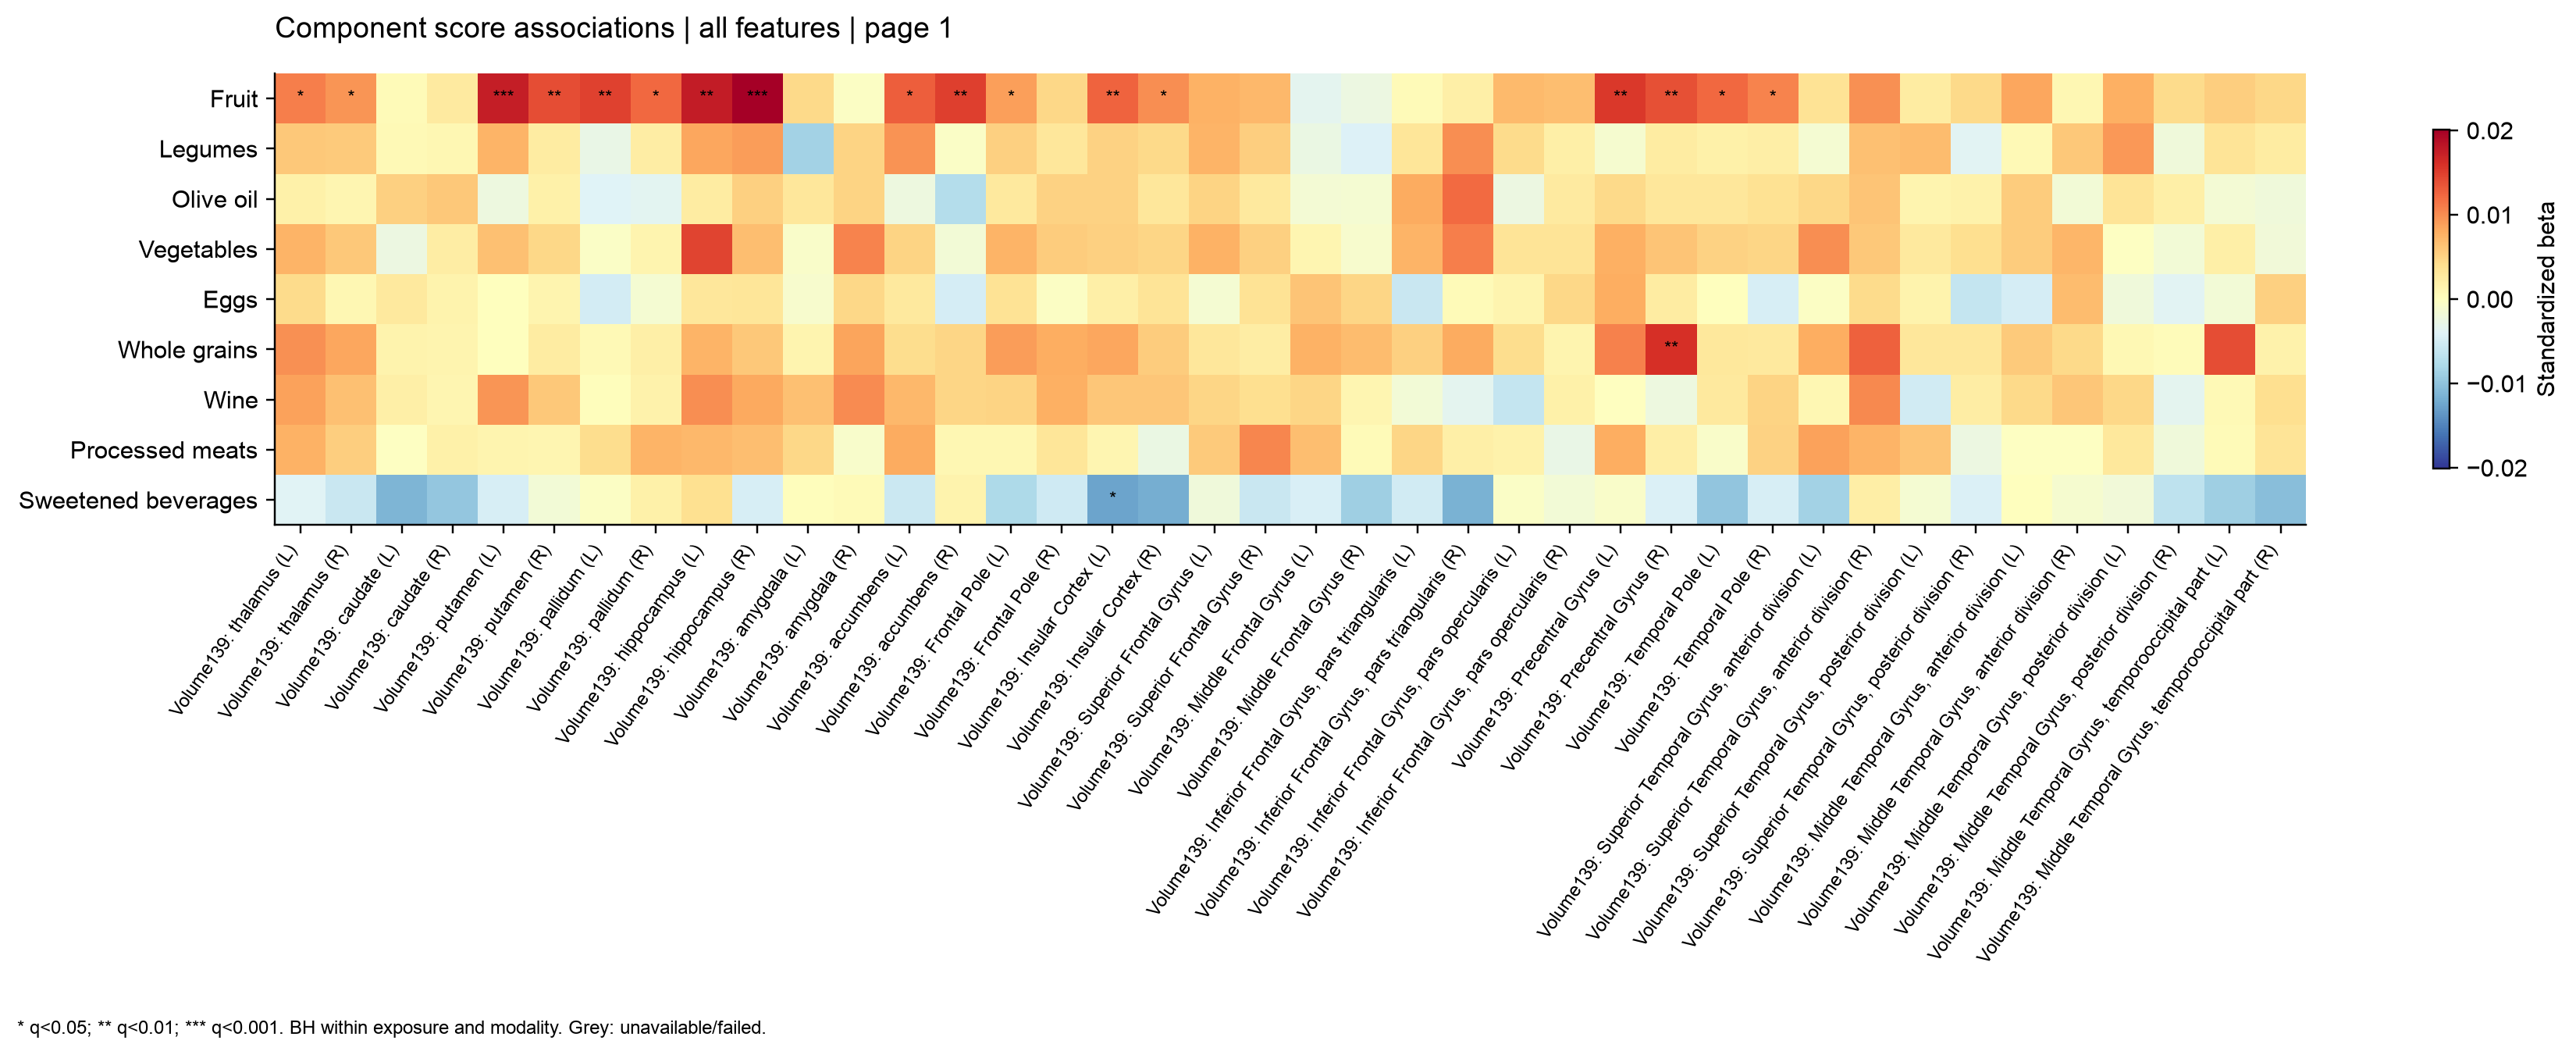 Component score associations | all features | page 1
Fruit
* * *** ** ** * ** *** * ** * ** * ** ** * *
Legumes
Olive oil
Vegetables
Eggs
Whole grains
**
Wine
Processed meats
Sweetened beverages
*
0.02
0.01
0.00
−0.01
−0.02
Standardized beta
Volume139: thalamus (L)
Volume139: thalamus (R)
Volume139: caudate (L)
Volume139: caudate (R)
Volume139: putamen (L)
Volume139: putamen (R)
Volume139: pallidum (L)
Volume139: pallidum (R)
Volume139: hippocampus (L)
Volume139: hippocampus (R)
Volume139: amygdala (L)
Volume139: amygdala (R)
Volume139: accumbens (L)
Volume139: accumbens (R)
Volume139: Frontal Pole (L)
Volume139: Frontal Pole (R)
Volume139: Insular Cortex (L)
Volume139: Insular Cortex (R)
Volume139: Superior Frontal Gyrus (L)
Volume139: Superior Frontal Gyrus (R)
Volume139: Middle Frontal Gyrus (L)
Volume139: Middle Frontal Gyrus (R)
Volume139: Inferior Frontal Gyrus, pars triangularis (L)
Volume139: Inferior Frontal Gyrus, pars triangularis (R)
Volume139: Inferior Frontal Gyrus, pars opercularis (L)
Volume139: Inferior Frontal Gyrus, pars opercularis (R)
Volume139: Precentral Gyrus (L)
Volume139: Precentral Gyrus (R)
Volume139: Temporal Pole (L)
Volume139: Temporal Pole (R)
Volume139: Superior Temporal Gyrus, anterior division (L)
Volume139: Superior Temporal Gyrus, anterior division (R)
Volume139: Superior Temporal Gyrus, posterior division (L)
Volume139: Superior Temporal Gyrus, posterior division (R)
Volume139: Middle Temporal Gyrus, anterior division (L)
Volume139: Middle Temporal Gyrus, anterior division (R)
Volume139: Middle Temporal Gyrus, posterior division (L)
Volume139: Middle Temporal Gyrus, posterior division (R)
Volume139: Middle Temporal Gyrus, temporooccipital part (L)
Volume139: Middle Temporal Gyrus, temporooccipital part (R)
* q<0.05; ** q<0.01; *** q<0.001. BH within exposure and modality. Grey: unavailable/failed.